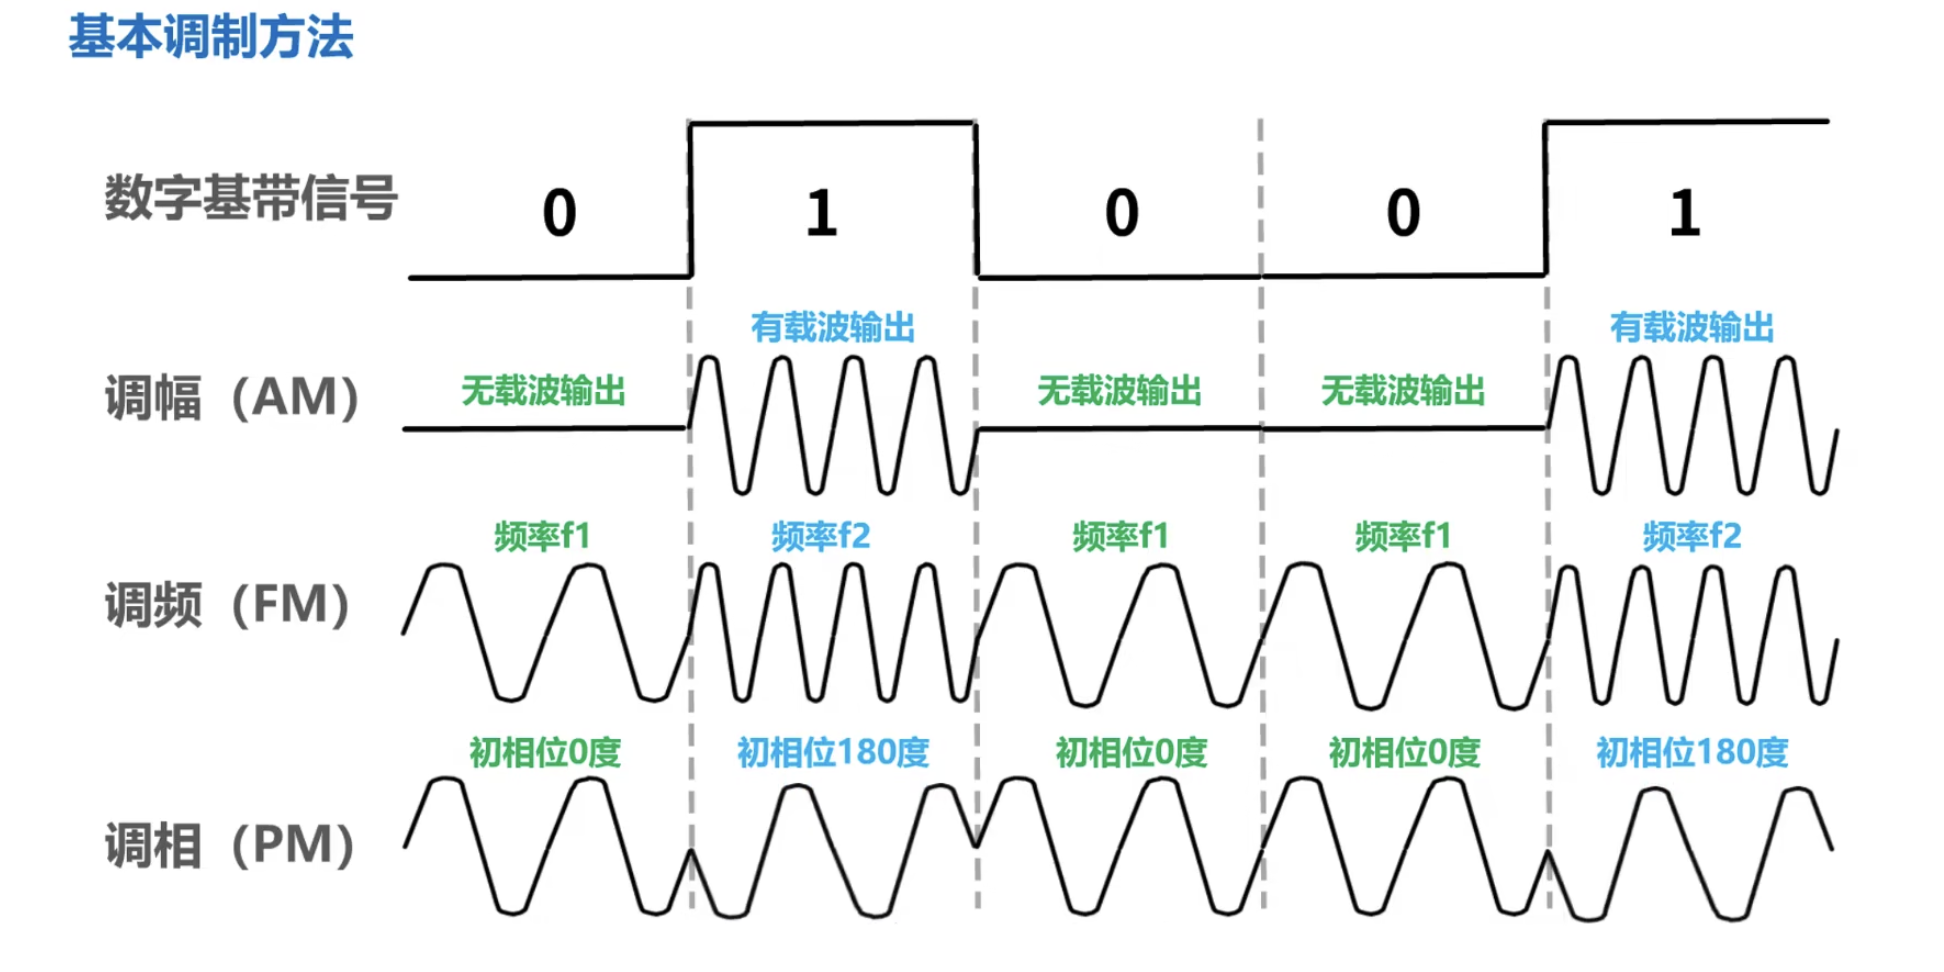 基本调制方法
数字基带信号 0 1 0 0 1
有载波输出 有载波输出
调幅（AM） 无载波输出 无载波输出 无载波输出
频率f1 频率f2 频率f1 频率f1 频率f2
调频（FM）
初相位0度 初相位180度 初相位0度 初相位0度 初相位180度
调相（PM）